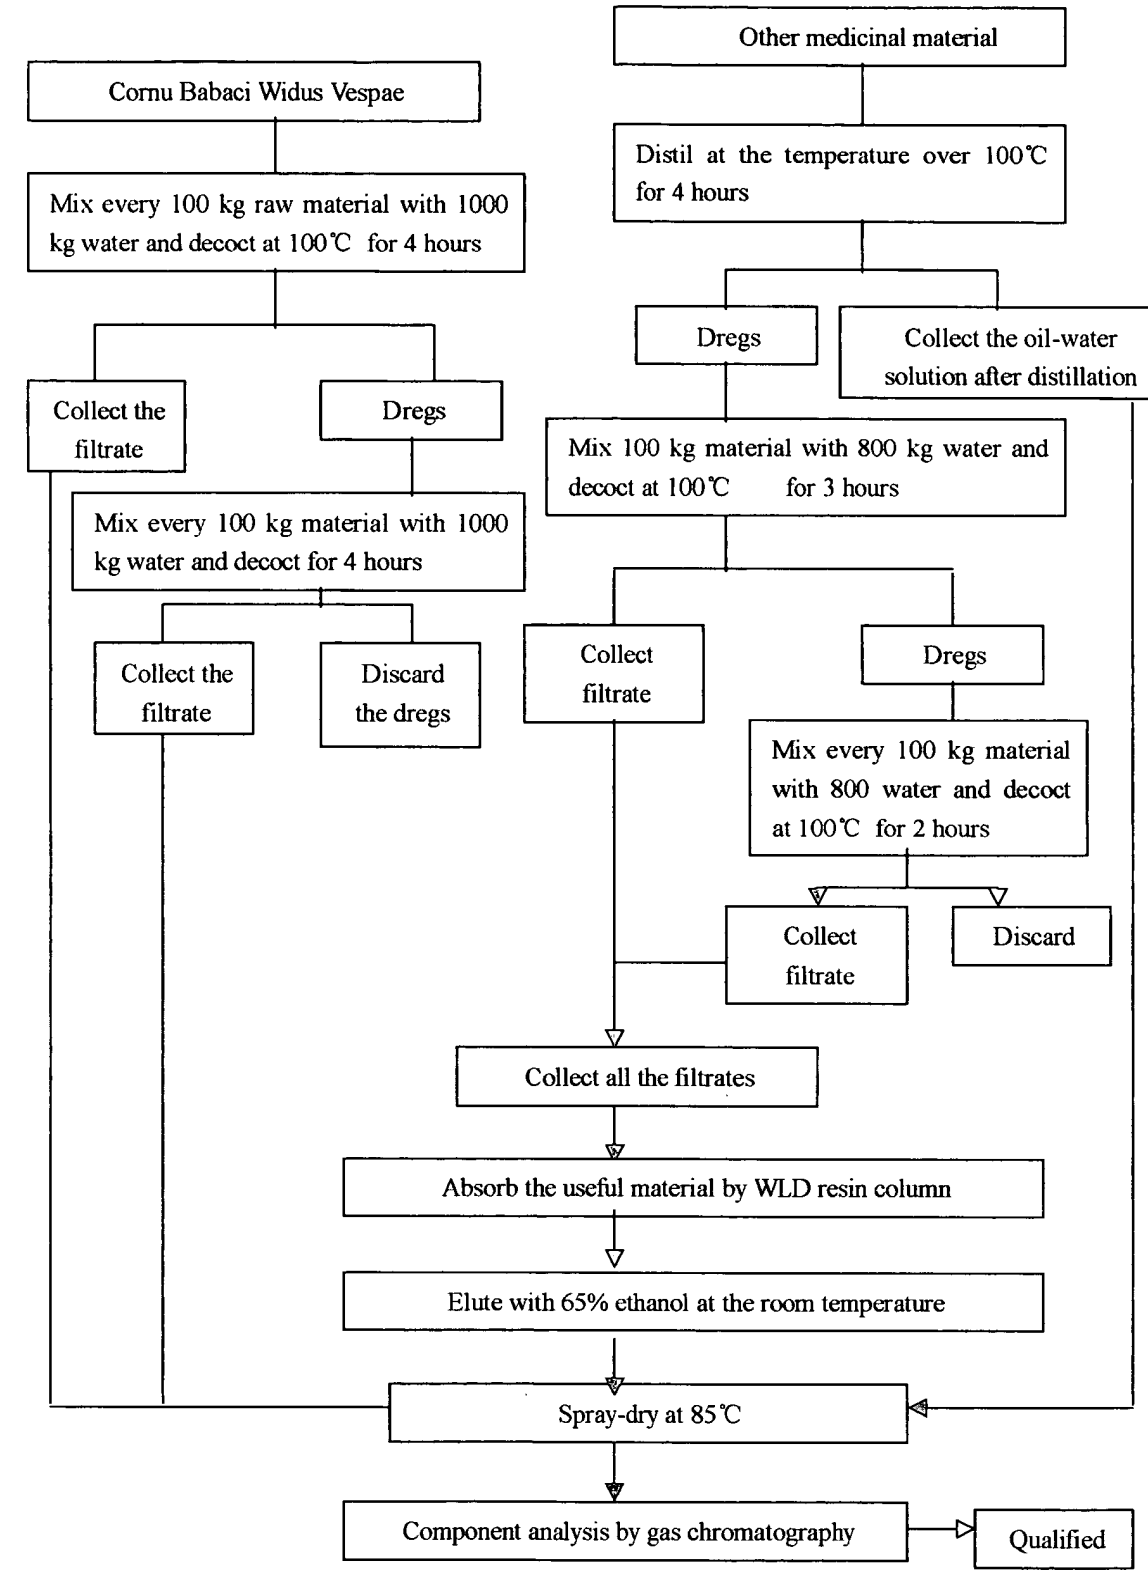 Other medicinal material
Cornu Babaci Widus Vespae
Distil at the temperature over 100℃
for 4 hours
Mix every 100 kg raw material with 1000
kg water and decoct at 100℃ for 4 hours
Dregs
Collect the oil-water
solution after distillation
Collect the
filtrate
Dregs
Mix 100 kg material with 800 kg water and
decoct at 100℃ for 3 hours
Mix every 100 kg material with 1000
kg water and decoct for 4 hours
Collect the
filtrate
Discard
the dregs
Collect
filtrate
Dregs
Mix every 100 kg material
with 800 water and decoct
at 100℃ for 2 hours
Collect
filtrate
Discard
Collect all the filtrates
Absorb the useful material by WLD resin column
Elute with 65% ethanol at the room temperature
Spray-dry at 85℃
Component analysis by gas chromatography
Qualified